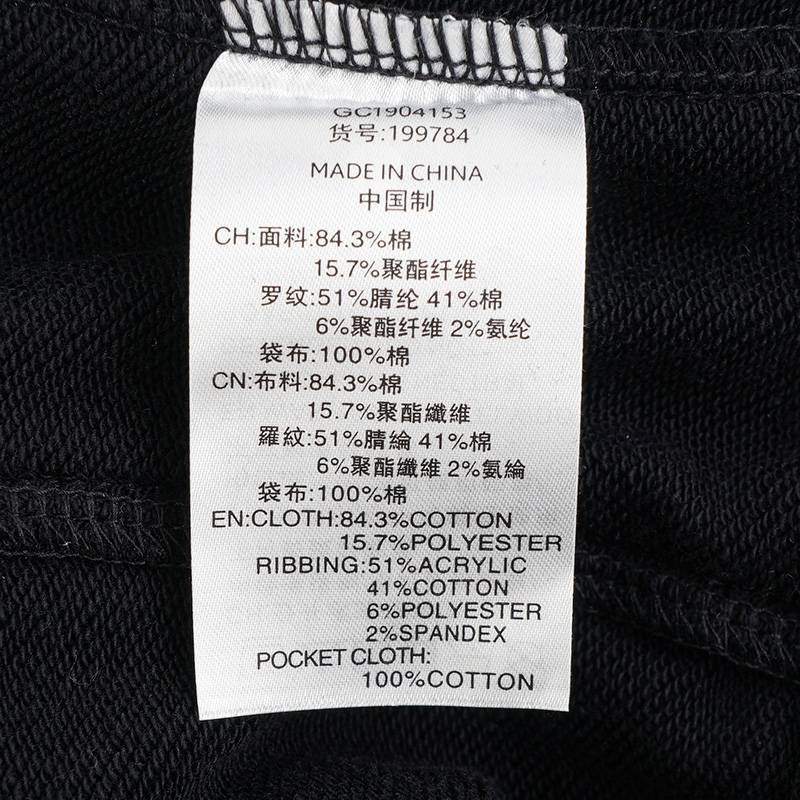 GC1904153
货号:199784
MADE IN CHINA
中国制
CH:面料:84.3%棉
15.7%聚酯纤维
罗纹:51%腈纶 41%棉
6%聚酯纤维 2%氨纶
袋布:100%棉
CN:布料:84.3%棉
15.7%聚酯纖維
羅紋:51%腈綸 41%棉
6%聚酯纖維 2%氨綸
袋布:100%棉
EN:CLOTH:84.3%COTTON
15.7%POLYESTER
RIBBING:51%ACRYLIC
41%COTTON
6%POLYESTER
2%SPANDEX
POCKET CLOTH:
100%COTTON